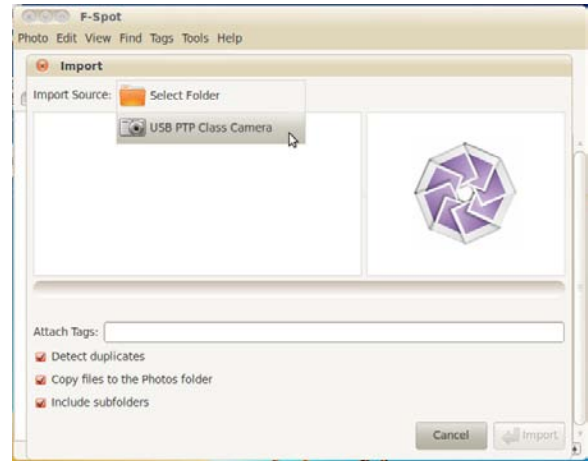 F-Spot
Photo Edit View Find Tags Tools Help
Import
Import Source: Select Folder
USB PTP Class Camera
Attach Tags:
Detect duplicates
Copy files to the Photos folder
Include subfolders
Cancel Import